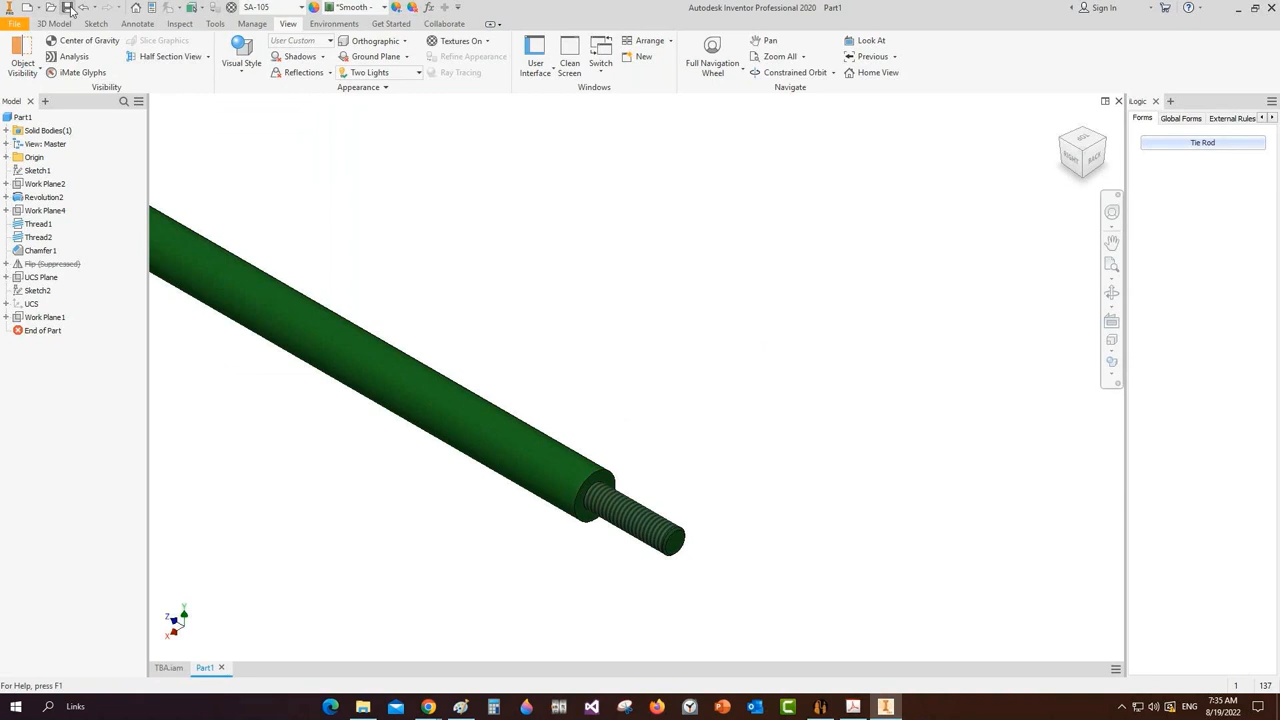 SA-105
*Smooth -
Autodesk Inventor Professional 2020 Part1
Sign In
File
3D Model
Sketch
Annotate
Inspect
Tools
Manage
View
Environments
Get Started
Collaborate
Object Visibility
Center of Gravity
Analysis
iMate Glyphs
Slice Graphics
Half Section View
Visibility
Visual Style
User Custom
Shadows
Reflections
Orthographic
Ground Plane
Two Lights
Textures On
Refine Appearance
Ray Tracing
Appearance
User Interface
Clean Screen
Switch
Arrange
New
Windows
Full Navigation Wheel
Pan
Zoom All
Constrained Orbit
Look At
Previous
Home View
Navigate
Model
Part1
Solid Bodies(1)
View: Master
Origin
Sketch1
Work Plane2
Revolution2
Work Plane4
Thread1
Thread2
Chamfer1
Flip (Suppressed)
UCS Plane
Sketch2
UCS
Work Plane1
End of Part
RIGHT
BACK
iLogic
Forms
Global Forms
External Rules
Tie Rod
Y
Z
X
TBA.iam
Part1
For Help, press F1
1
137
Links
7:35 AM
8/19/2022